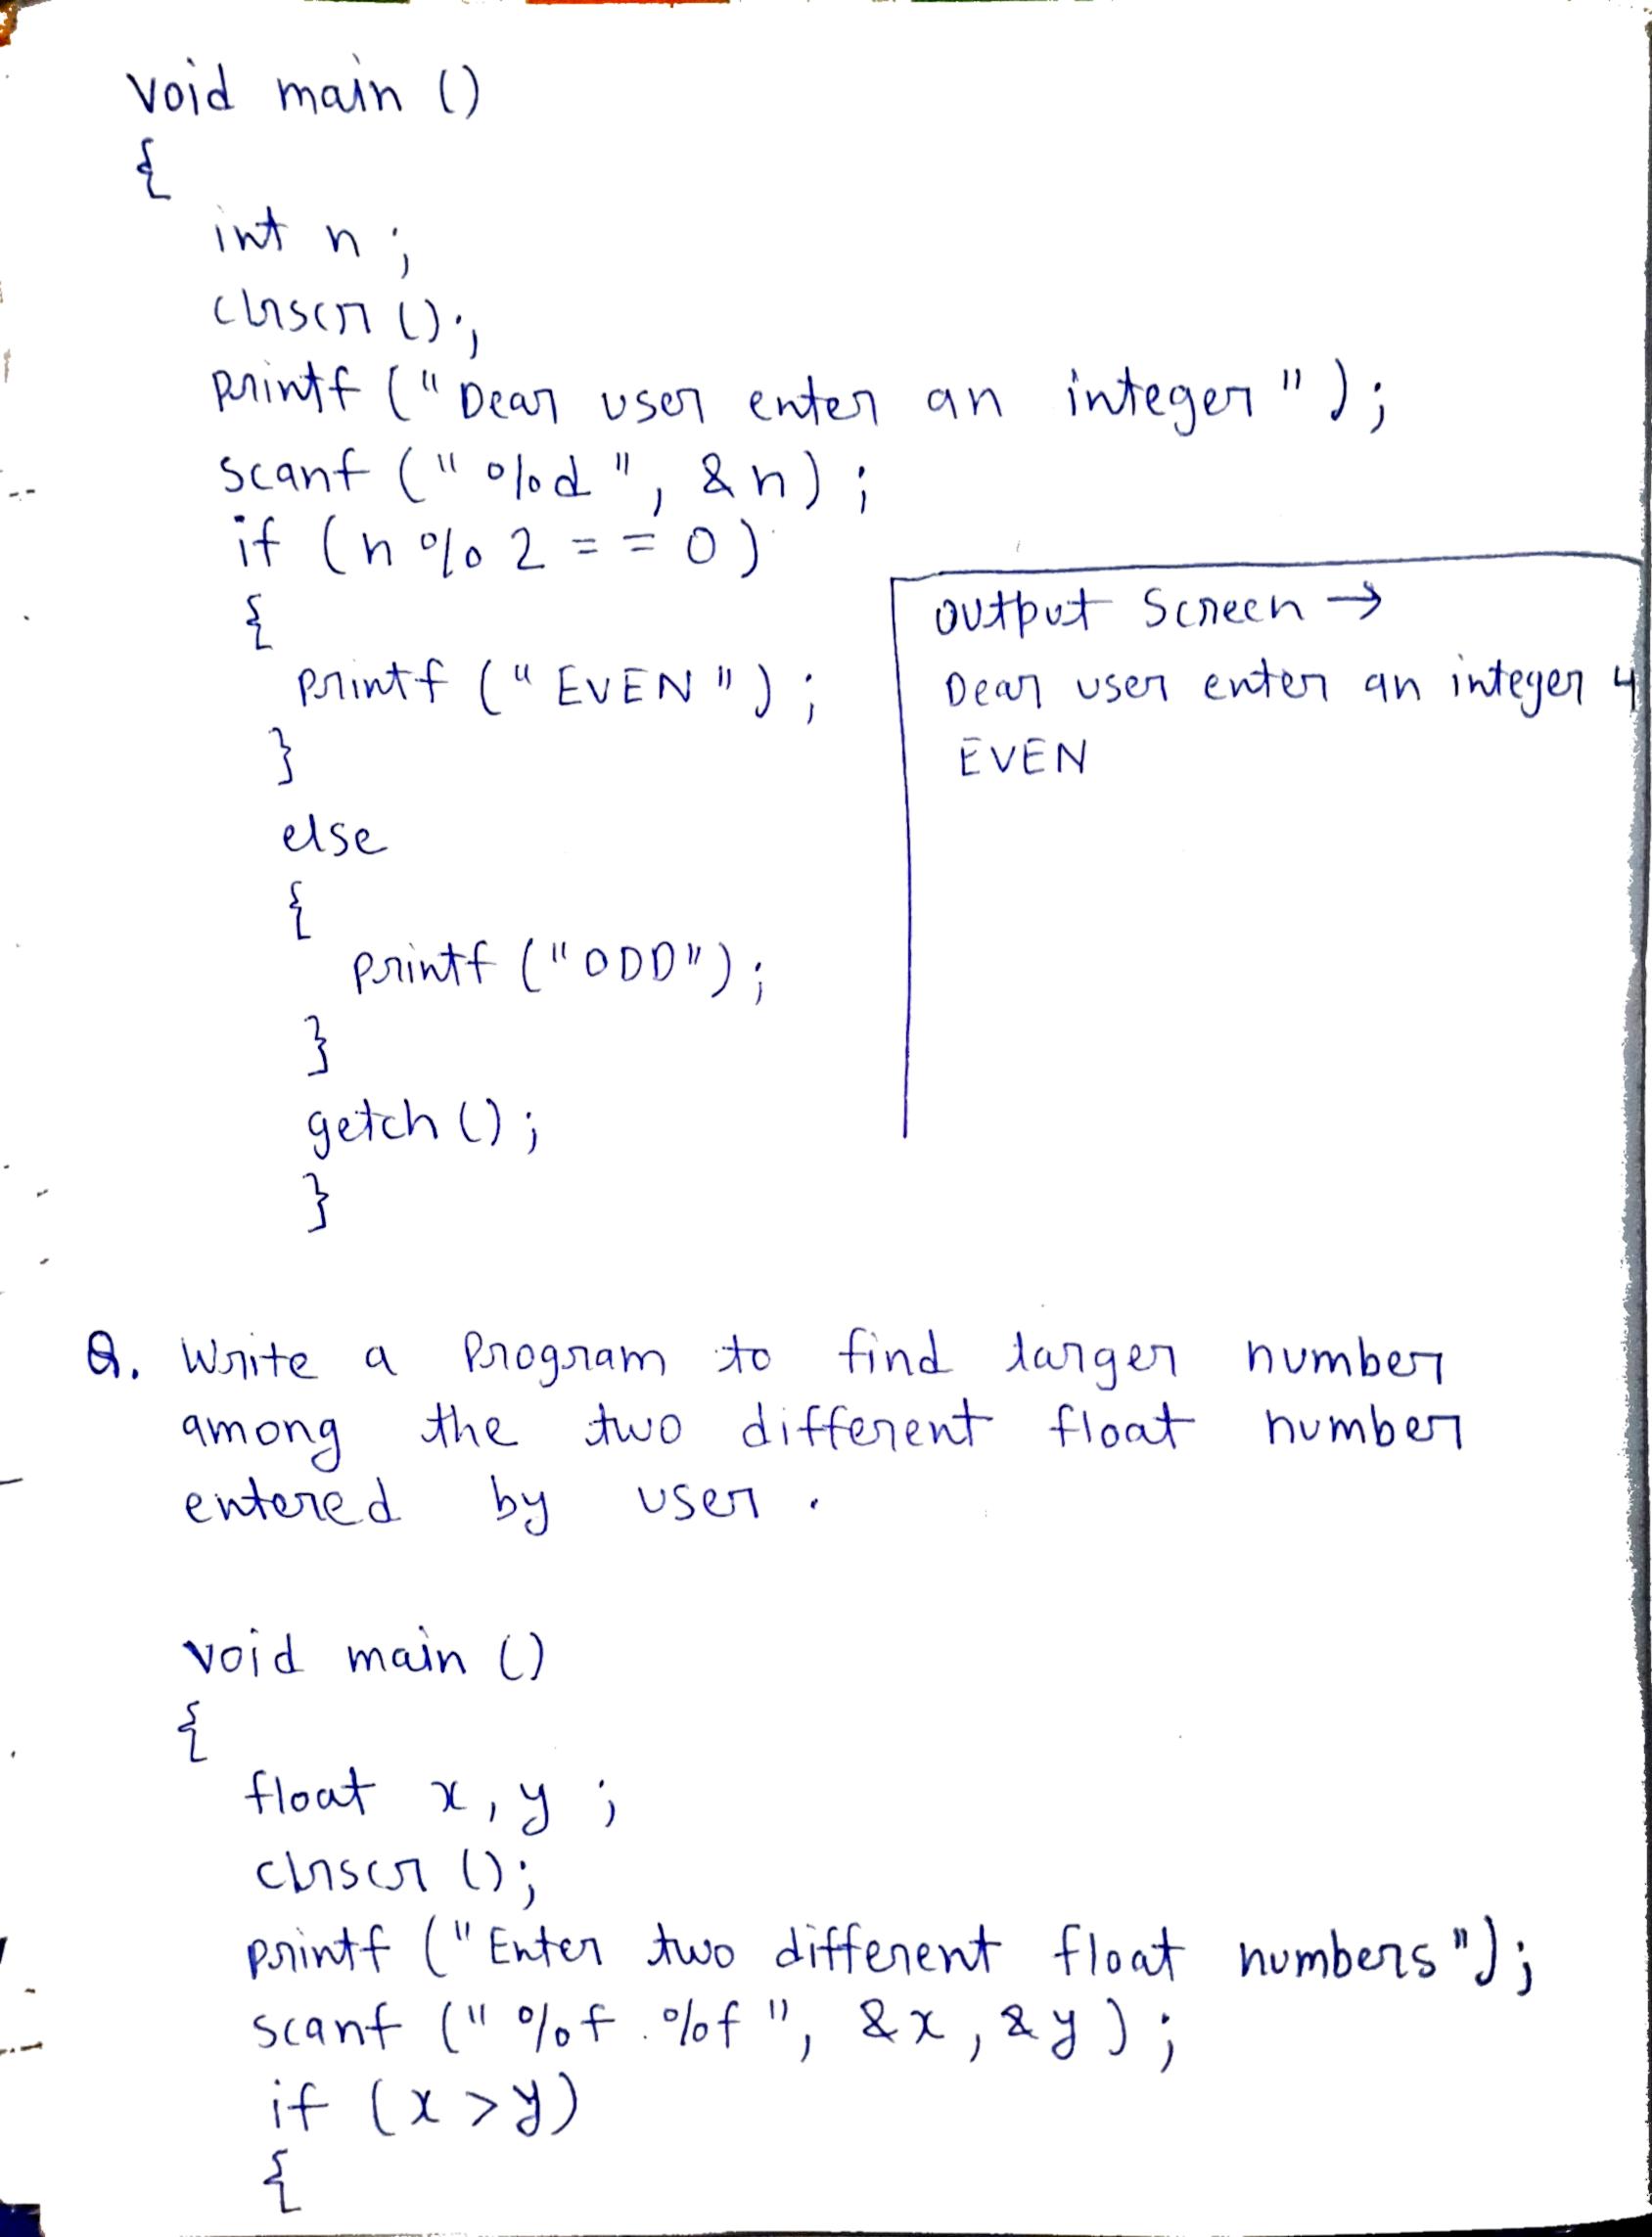 void main ()
{
int n ;
clrscr () ;
printf (" Dear user enter an integer " ) ;
scanf (" %d ", &n) ;
if (n % 2 = = 0)
{
printf (" EVEN ") ;
}
else
{
printf (" ODD") ;
}
getch () ;
}
output Screen →
Dear user enter an integer 4
EVEN
Q. Write a Program to find larger number
among the two different float number
entered by user .
void main ()
{
float x, y ;
clrscr () ;
printf (" Enter two different float numbers ") ;
scanf (" %f %f ", &x, &y ) ;
if (x > y)
{